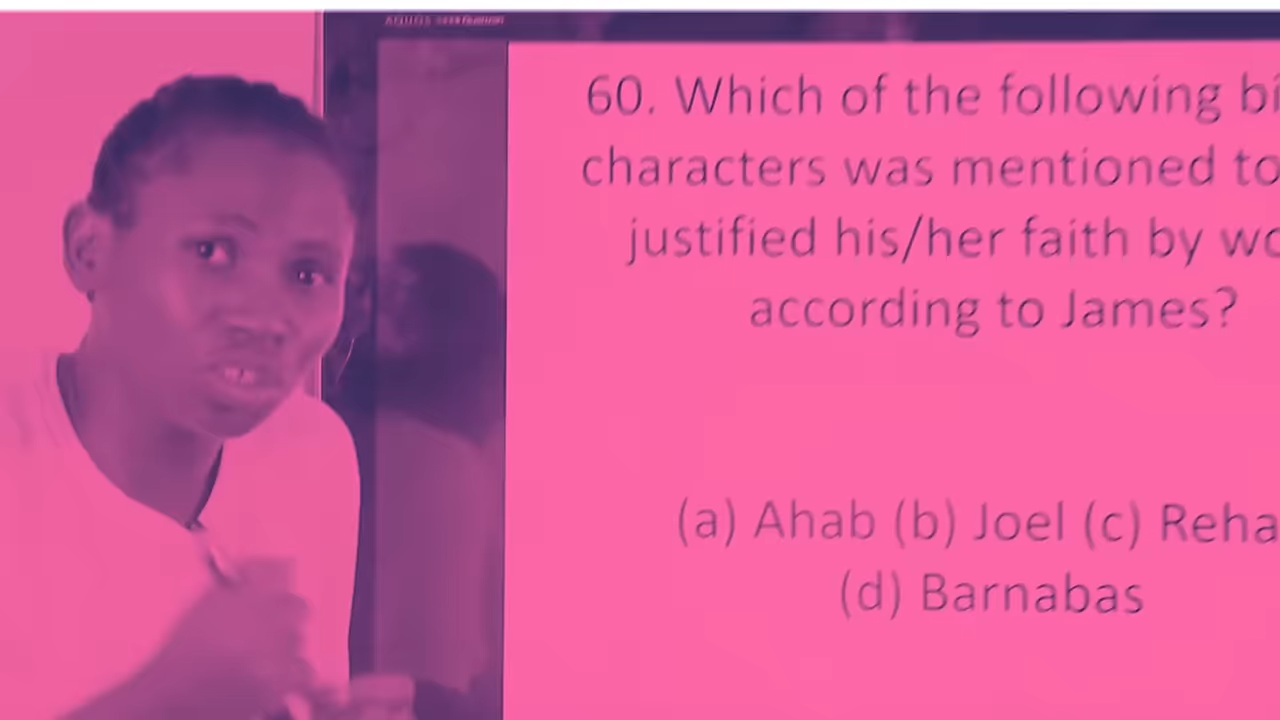 AQUOS
60. Which of the following bi
characters was mentioned to
justified his/her faith by wo
according to James?
(a) Ahab (b) Joel (c) Reha
(d) Barnabas